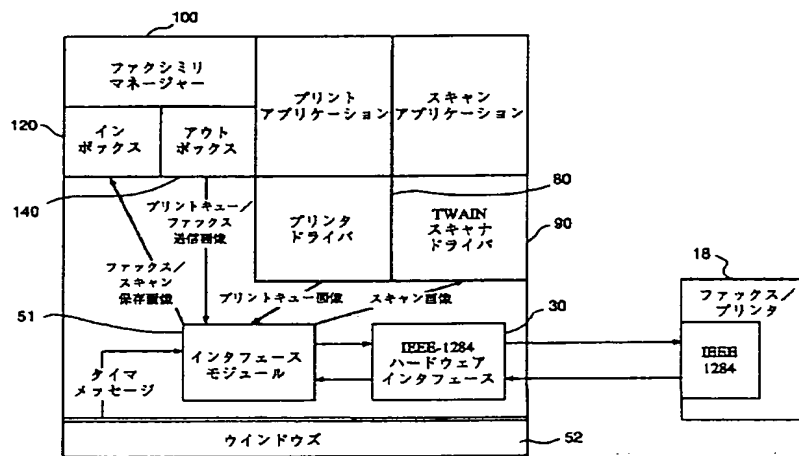 100
ファクシミリ
マネージャー
プリント
アプリケーション
スキャン
アプリケーション
120
イン
ボックス
アウト
ボックス
80
140
プリントキュー/
ファックス
送信画像
プリンタ
ドライバ
TWAIN
スキャナ
ドライバ
90
18
ファックス/
スキャン
保存画像
プリントキュー画像
スキャン画像
ファックス/
プリンタ
51
30
インタフェース
モジュール
IEEE-1284
ハードウェア
インタフェース
IEEE
1284
タイマ
メッセージ
ウインドウズ
52